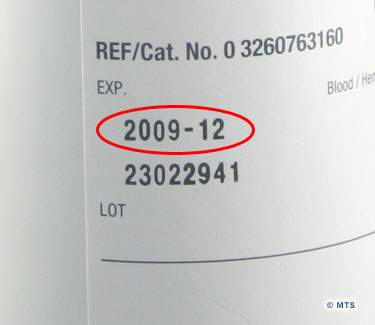 REF/Cat. No. 0 3260763160
EXP.
Blood / Hem
2009-12
23022941
LOT
© MTS